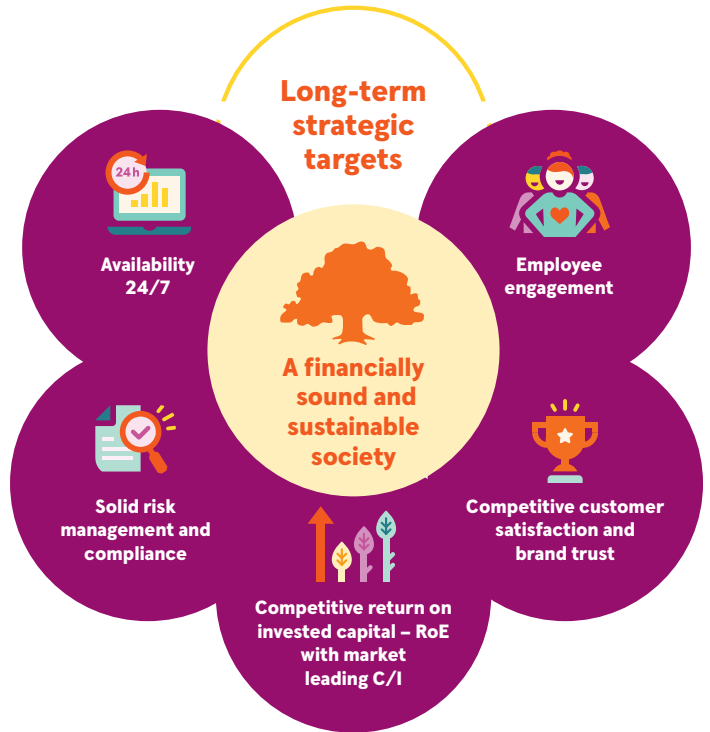 Long-term
strategic
targets
24h
Availability
24/7
Employee
engagement
A financially
sound and
sustainable
society
Solid risk
management and
compliance
Competitive customer
satisfaction and
brand trust
Competitive return on
invested capital – RoE
with market
leading C/I